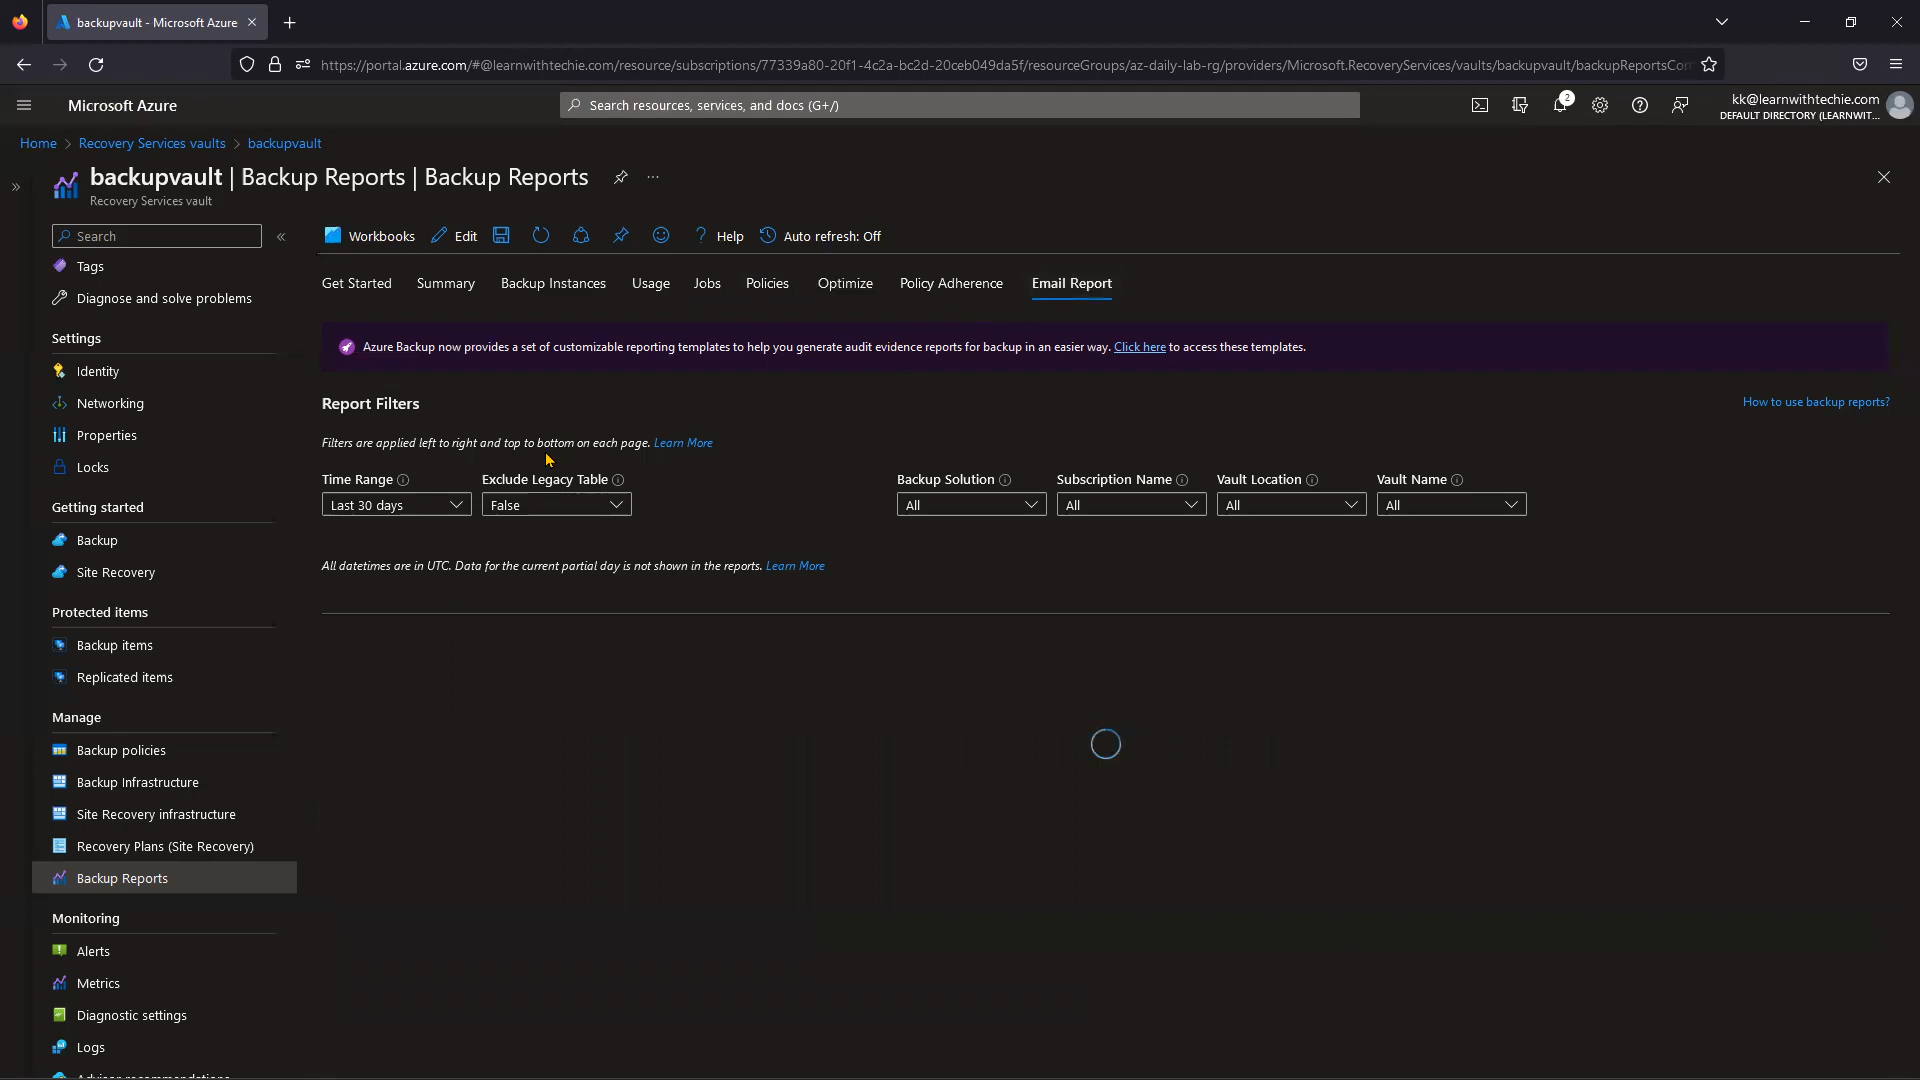 backupvault - Microsoft Azure
https://portal.azure.com/#@learnwithtechie.com/resource/subscriptions/77339a80-20f1-4c2a-bc2d-20ceb049da5f/resourceGroups/az-daily-lab-rg/providers/Microsoft.RecoveryServices/vaults/backupvault/backupReportsCom
Microsoft Azure
Search resources, services, and docs (G+/)
2
kk@learnwithtechie.com
DEFAULT DIRECTORY (LEARNWIT...
Home > Recovery Services vaults > backupvault
backupvault | Backup Reports | Backup Reports
Recovery Services vault
Search
Tags
Diagnose and solve problems
Settings
Identity
Networking
Properties
Locks
Getting started
Backup
Site Recovery
Protected items
Backup items
Replicated items
Manage
Backup policies
Backup Infrastructure
Site Recovery infrastructure
Recovery Plans (Site Recovery)
Backup Reports
Monitoring
Alerts
Metrics
Diagnostic settings
Logs
Advisor recommendations
Workbooks Edit Help Auto refresh: Off
Get Started Summary Backup Instances Usage Jobs Policies Optimize Policy Adherence Email Report
Azure Backup now provides a set of customizable reporting templates to help you generate audit evidence reports for backup in an easier way. Click here to access these templates.
Report Filters
How to use backup reports?
Filters are applied left to right and top to bottom on each page. Learn More
Time Range Exclude Legacy Table Backup Solution Subscription Name Vault Location Vault Name
Last 30 days False All All All All
All datetimes are in UTC. Data for the current partial day is not shown in the reports. Learn More